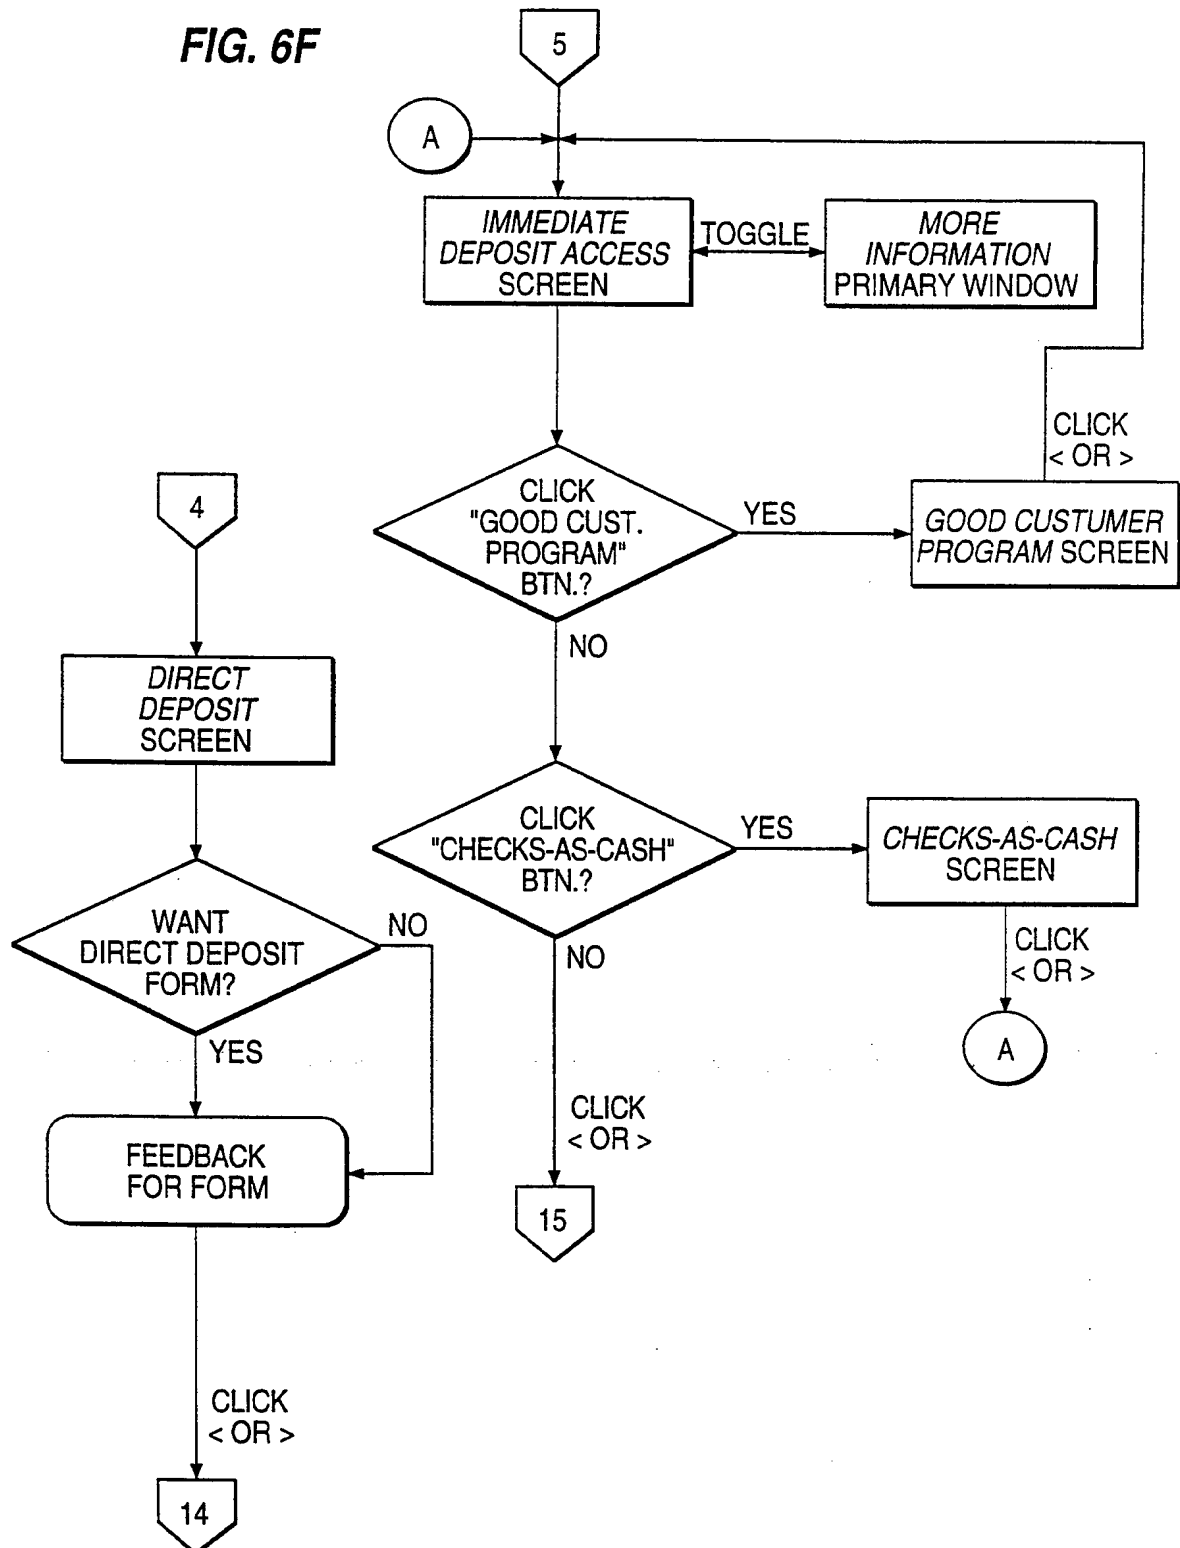 FIG. 6F
5
A
IMMEDIATE
DEPOSIT ACCESS
SCREEN
TOGGLE
MORE
INFORMATION
PRIMARY WINDOW
CLICK
< OR >
CLICK
"GOOD CUST.
PROGRAM"
BTN.?
YES
GOOD CUSTUMER
PROGRAM SCREEN
NO
4
DIRECT
DEPOSIT
SCREEN
CLICK
"CHECKS-AS-CASH"
BTN.?
YES
CHECKS-AS-CASH
SCREEN
NO
CLICK
< OR >
A
WANT
DIRECT DEPOSIT
FORM?
NO
YES
FEEDBACK
FOR FORM
CLICK
< OR >
15
CLICK
< OR >
14